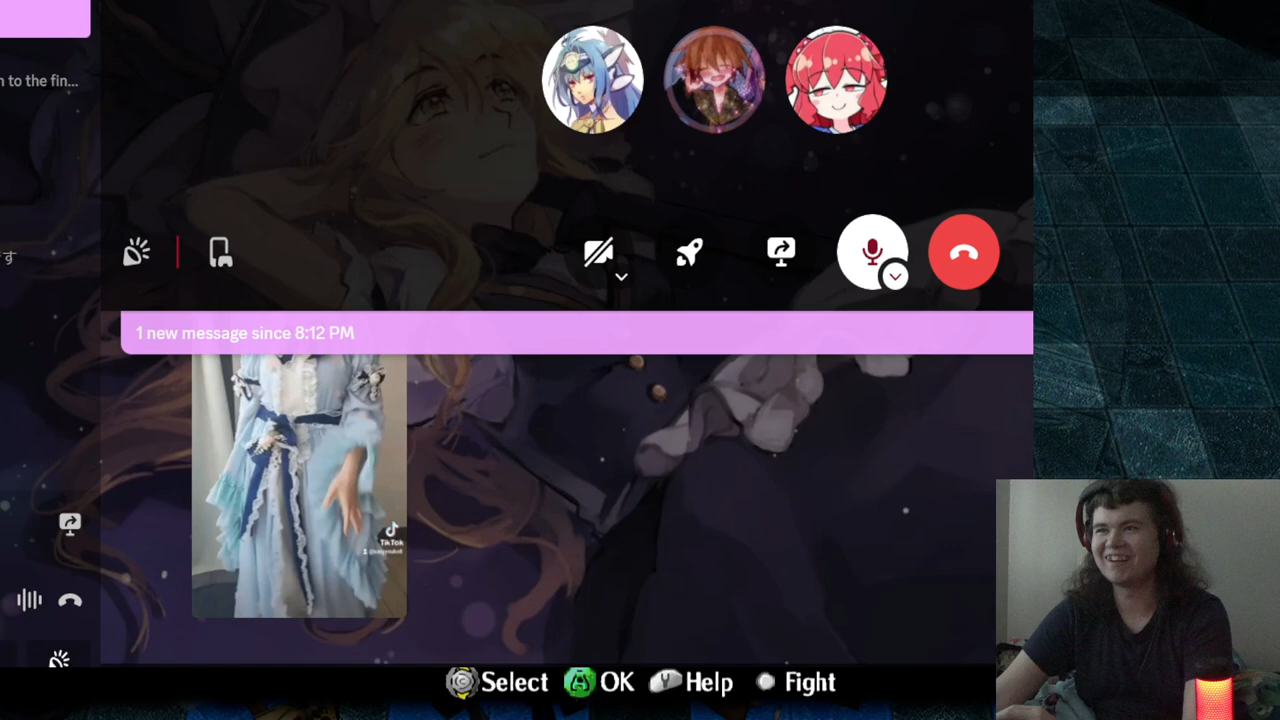 n to the fin...
す
1 new message since 8:12 PM
TikTok
Select OK Y Help Fight